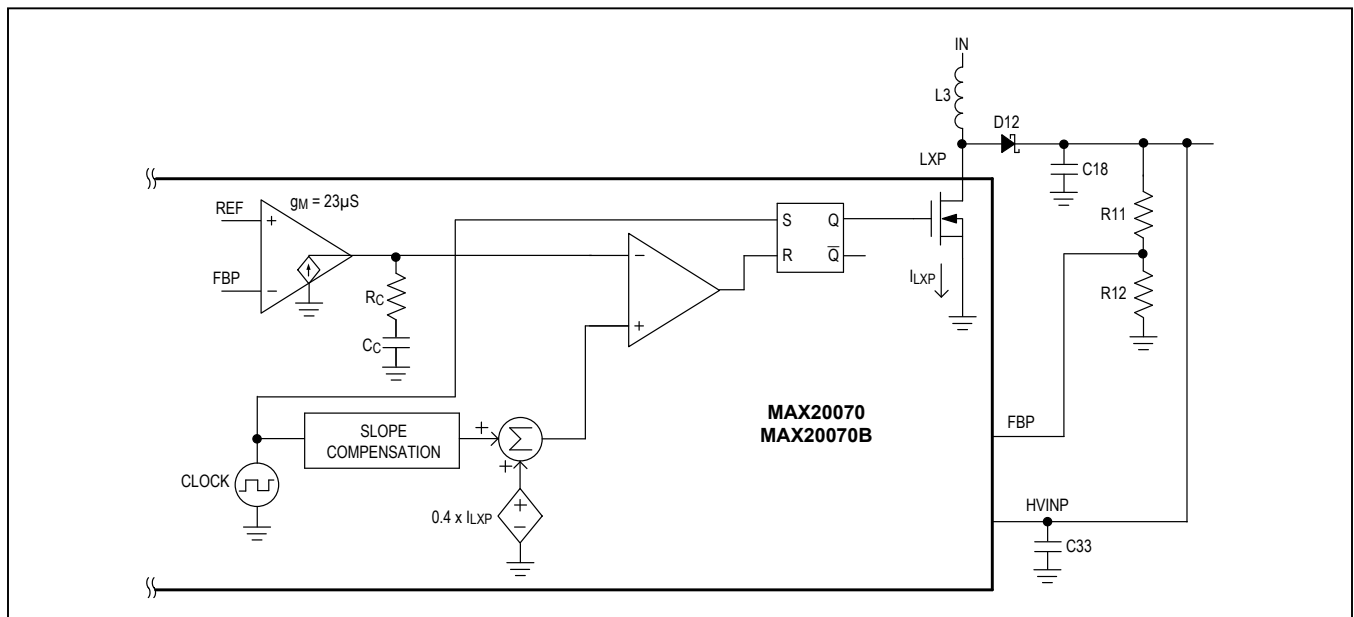 IN
L3
D12
LXP
C18
gM = 23µS
REF
FBP
S Q
R Q̅
R11
ILXP
R12
RC
CC
MAX20070
MAX20070B
FBP
SLOPE
COMPENSATION
+
+
Σ
CLOCK
0.4 x ILXP
HVINP
C33